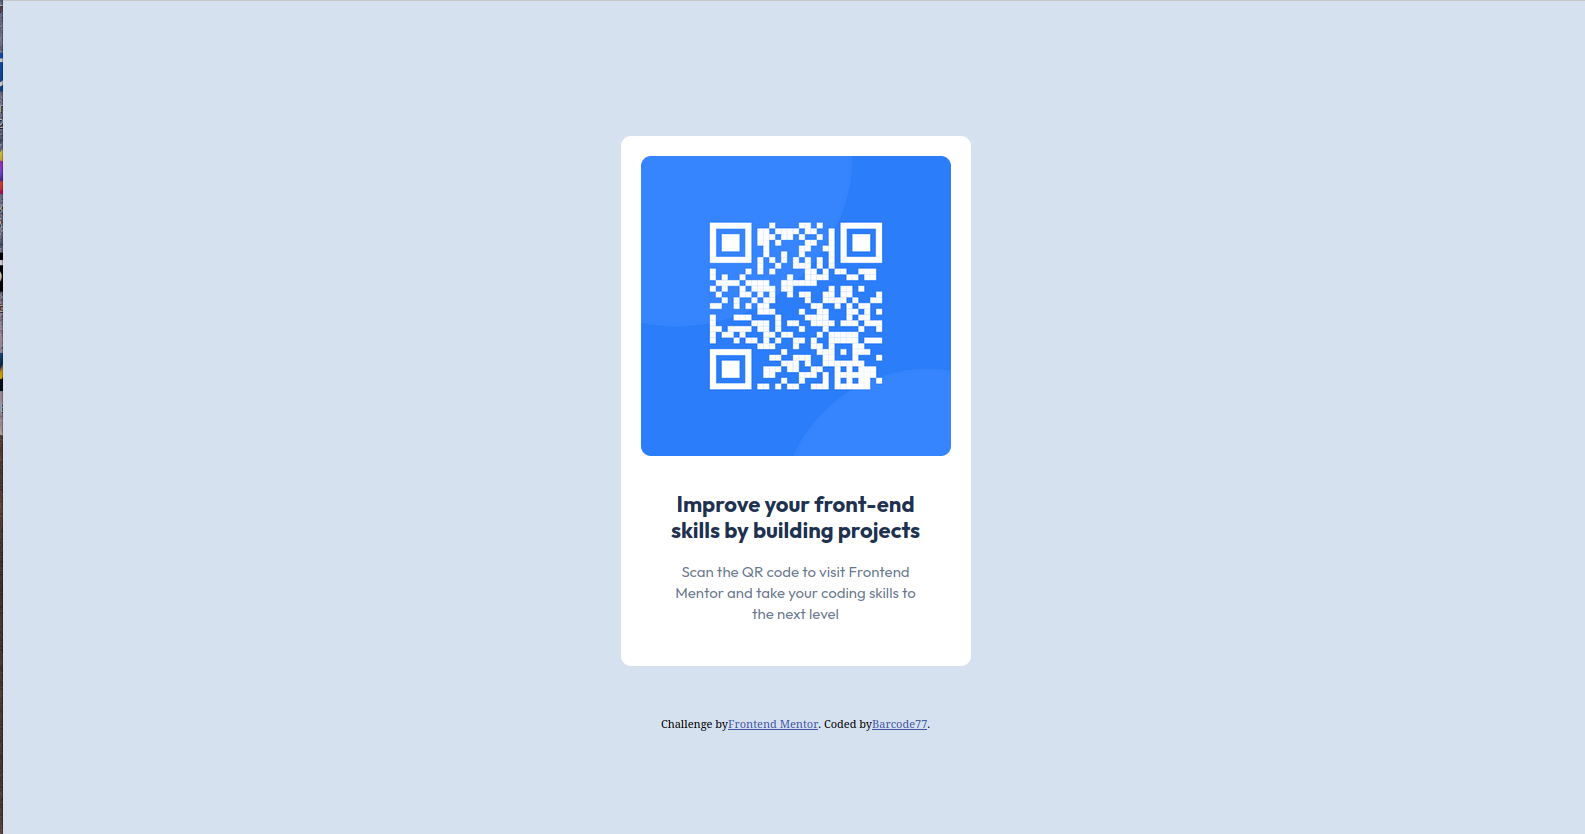 Improve your front-end
skills by building projects
Scan the QR code to visit Frontend
Mentor and take your coding skills to
the next level
Challenge byFrontend Mentor. Coded byBarcode77.